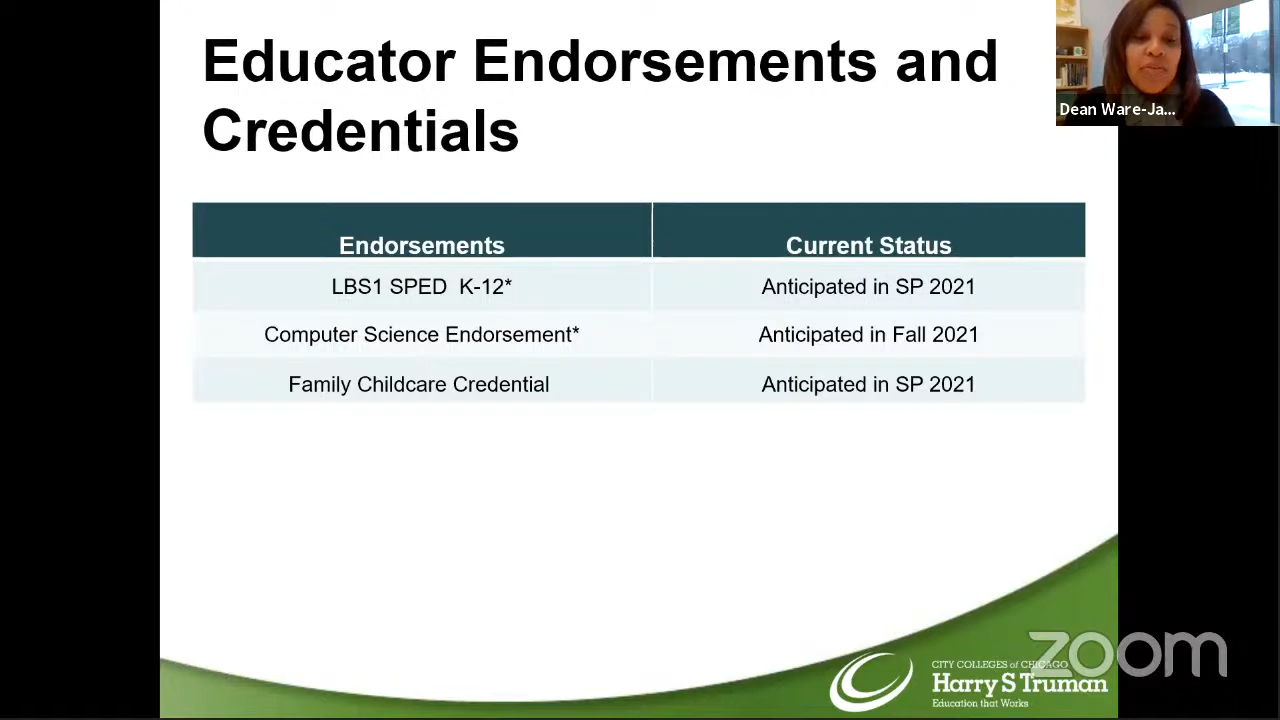 Educator Endorsements and
Credentials
Dean Ware-Ja...
Endorsements Current Status
LBS1 SPED K-12* Anticipated in SP 2021
Computer Science Endorsement* Anticipated in Fall 2021
Family Childcare Credential Anticipated in SP 2021
zoom
CITY COLLEGES of CHICAGO
Harry S Truman
Education that Works